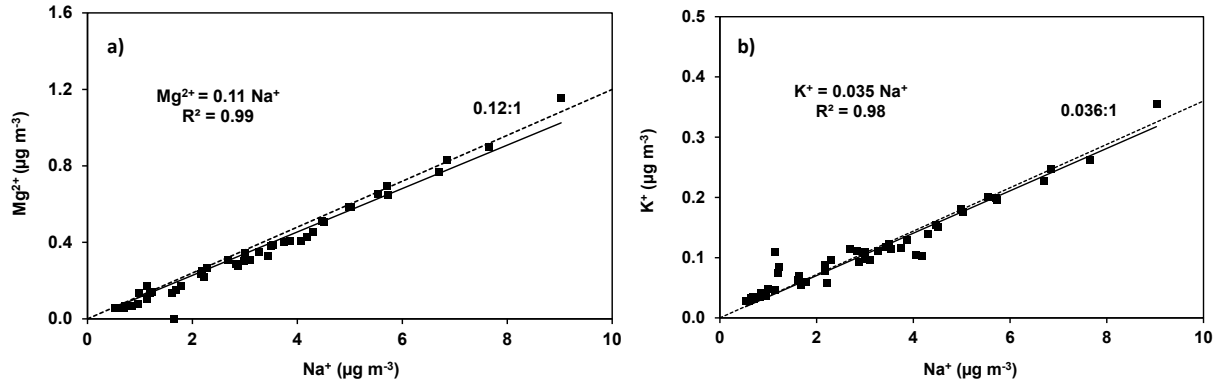 a)
Mg²⁺ = 0.11 Na⁺
R² = 0.99
0.12:1
Mg²⁺ (µg m⁻³)
1.6
1.2
0.8
0.4
0.0
0 2 4 6 8 10
Na⁺ (µg m⁻³)
b)
K⁺ = 0.035 Na⁺
R² = 0.98
0.036:1
K⁺ (µg m⁻³)
0.5
0.4
0.3
0.2
0.1
0.0
0 2 4 6 8 10
Na⁺ (µg m⁻³)